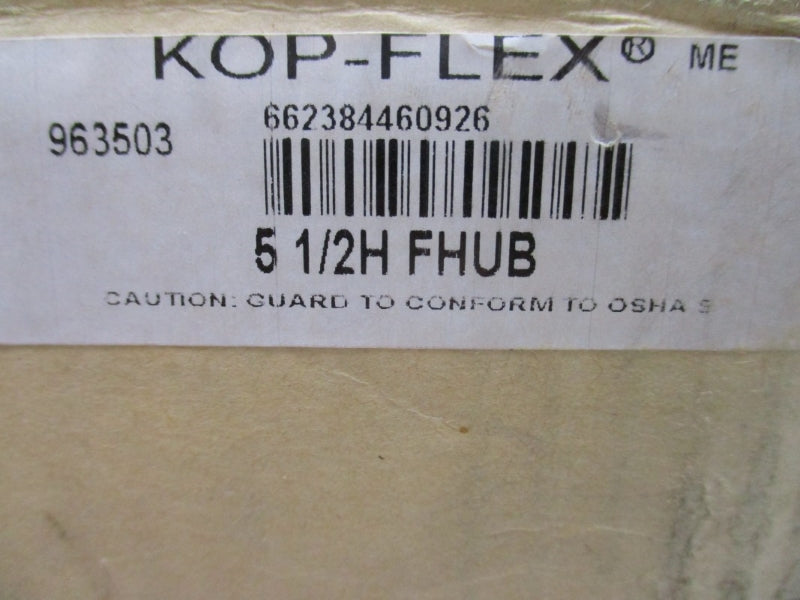 KOP-FLEX® ME
662384460926
963503
5 1/2H FHUB
CAUTION: GUARD TO CONFORM TO OSHA S